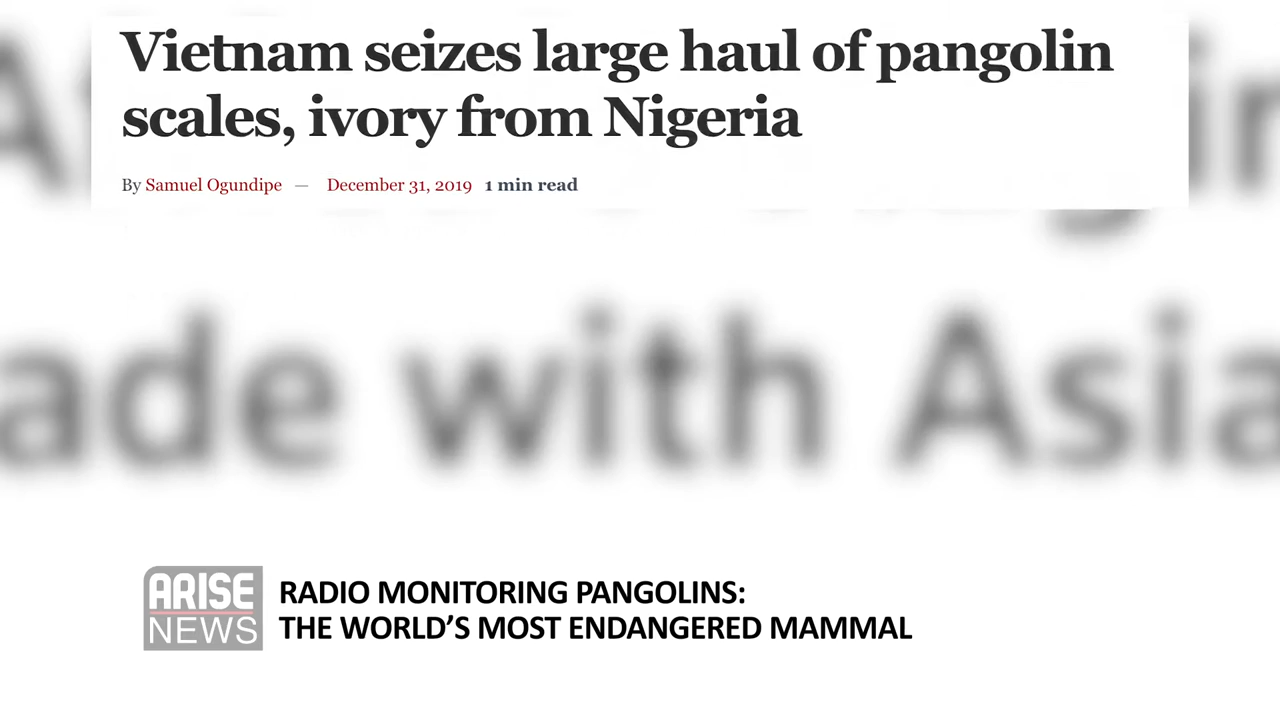 Vietnam seizes large haul of pangolin
scales, ivory from Nigeria
By Samuel Ogundipe — December 31, 2019 1 min read
ade with Asia
ARISE
NEWS
RADIO MONITORING PANGOLINS:
THE WORLD'S MOST ENDANGERED MAMMAL